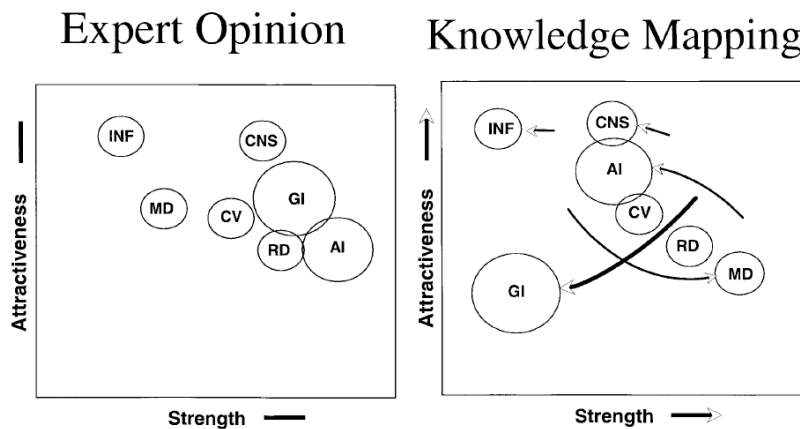 Expert Opinion
INF
CNS
MD
CV
GI
RD
AI
Attractiveness
Strength
Knowledge Mapping
INF
CNS
AI
CV
RD
MD
GI
Attractiveness
Strength